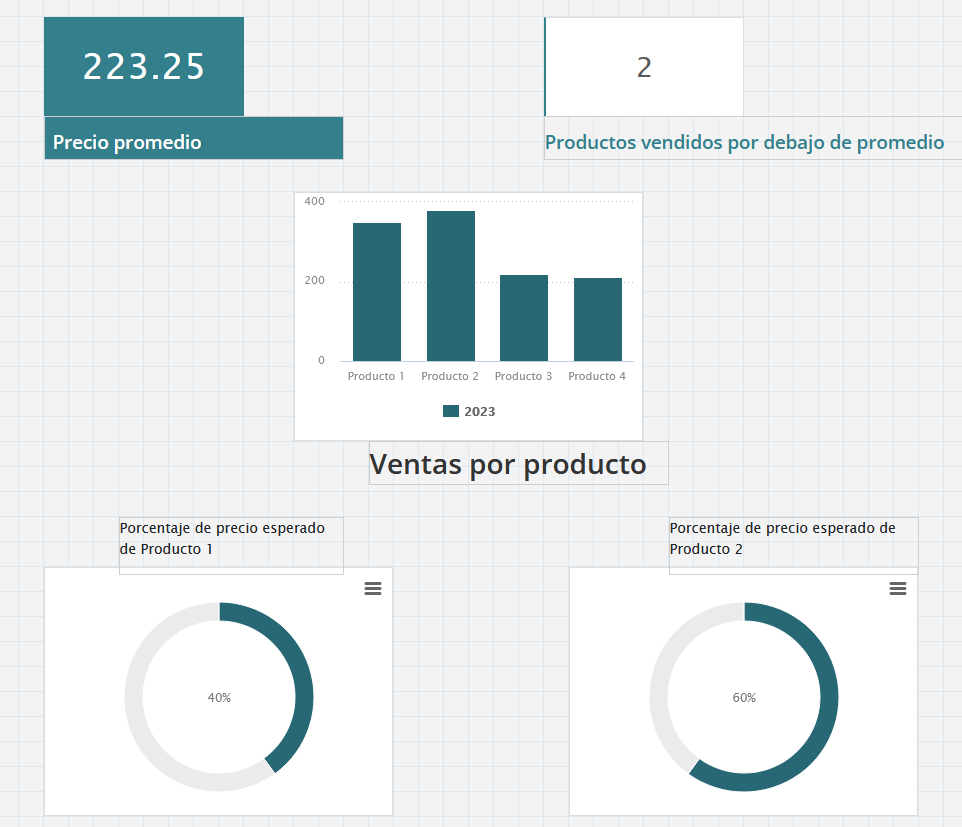 223.25
Precio promedio
2
Productos vendidos por debajo de promedio
400
200
0
Producto 1
Producto 2
Producto 3
Producto 4
2023
Ventas por producto
Porcentaje de precio esperado
de Producto 1
40%
Porcentaje de precio esperado de
Producto 2
60%